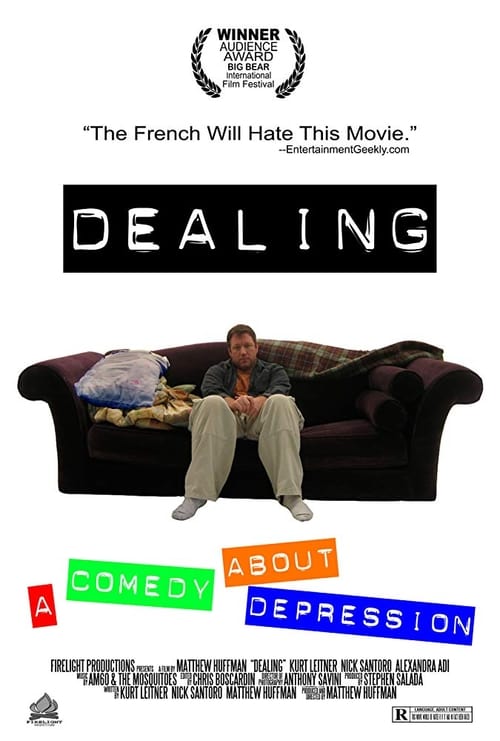 WINNER
AUDIENCE
AWARD
BIG BEAR
International
Film Festival
“The French Will Hate This Movie.”
--EntertainmentGeekly.com
DEALING
A COMEDY ABOUT
DEPRESSION
FIRELIGHT PRODUCTIONS PRESENTS A FILM BY MATTHEW HUFFMAN "DEALING" KURT LEITNER NICK SANTORO ALEXANDRA ADI
MUSIC BY AM60 & THE MOSQUITOES EDITED BY CHRIS BOSCARDIN DIRECTOR OF PHOTOGRAPHY ANTHONY SAVINI PRODUCED BY STEPHEN SALADA
WRITTEN BY KURT LEITNER NICK SANTORO MATTHEW HUFFMAN PRODUCED AND DIRECTED BY MATTHEW HUFFMAN
FIRELIGHT
R LANGUAGE, ADULT CONTENT